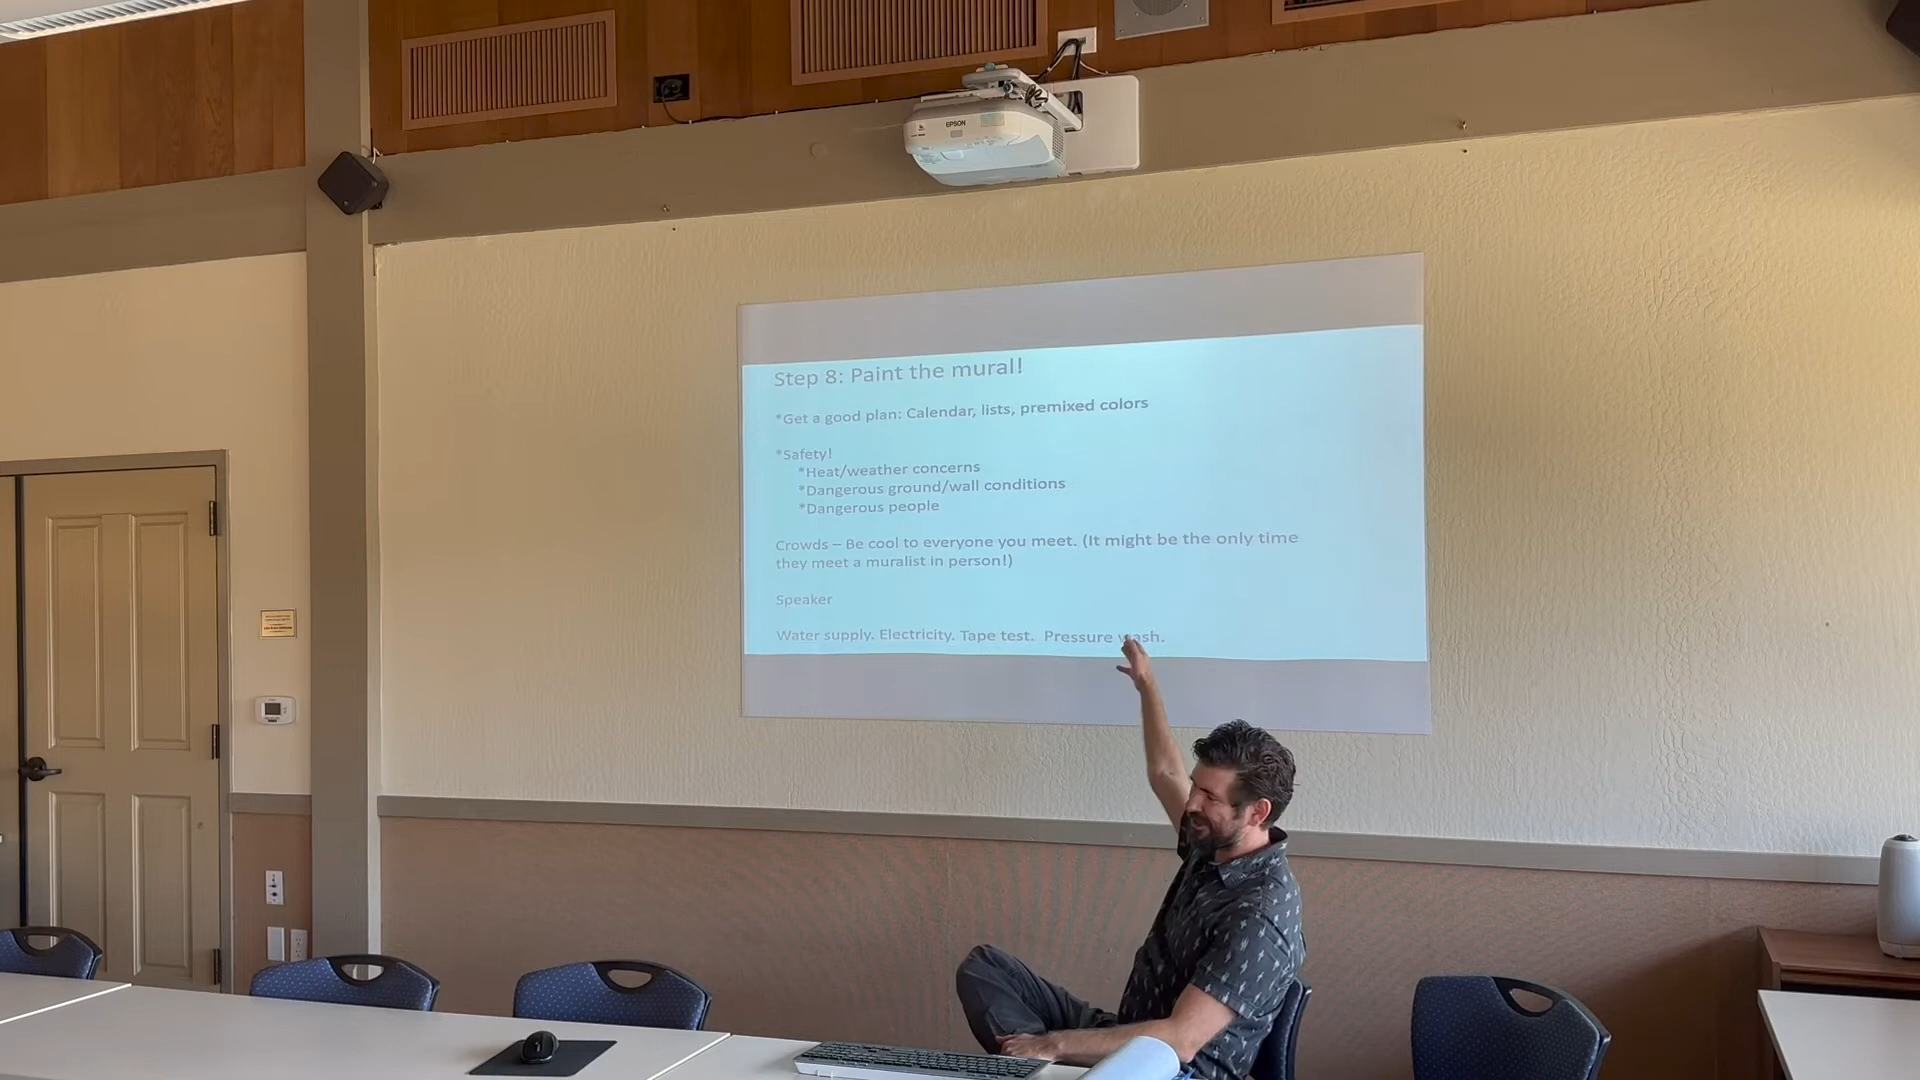 EPSON
Step 8: Paint the mural!
*Get a good plan: Calendar, lists, premixed colors
*Safety!
*Heat/weather concerns
*Dangerous ground/wall conditions
*Dangerous people
Crowds – Be cool to everyone you meet. (It might be the only time
they meet a muralist in person!)
Speaker
Water supply. Electricity. Tape test. Pressure wash.